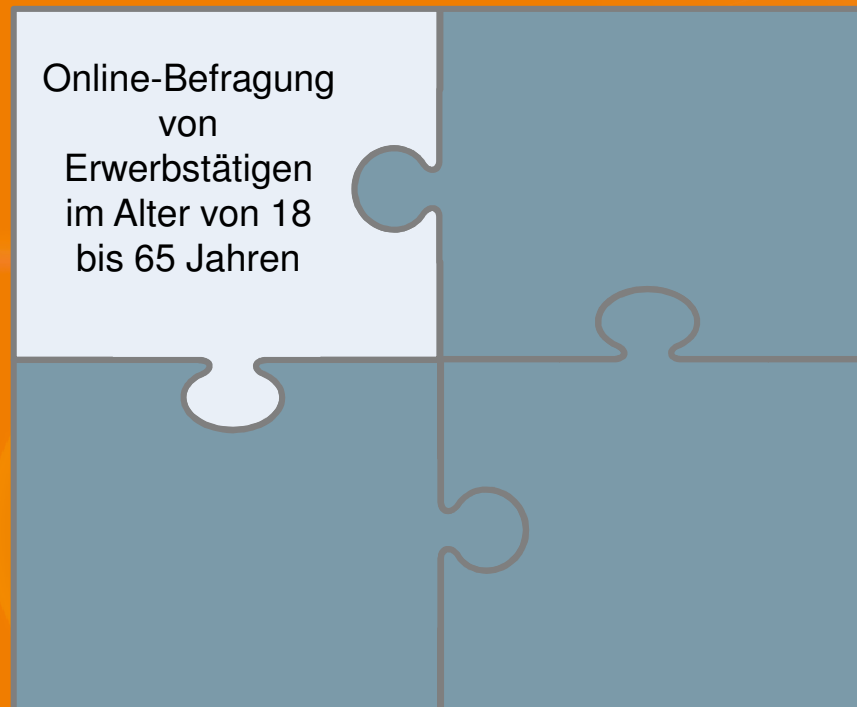 Online-Befragung
von
Erwerbstätigen
im Alter von 18
bis 65 Jahren